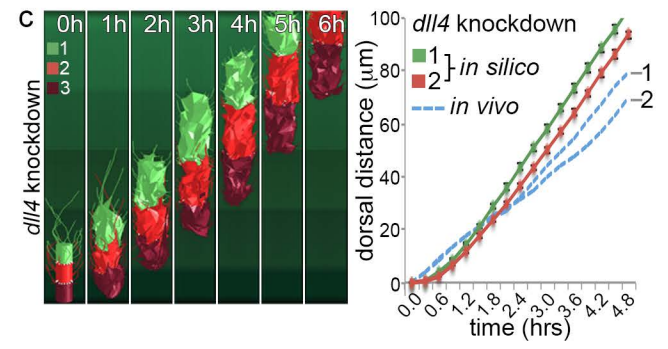 C
0h 1h 2h 3h 4h 5h 6h
1
2
3
dll4 knockdown
dll4 knockdown
1
2
in silico
in vivo
1
2
dorsal distance (μm)
100
80
60
40
20
0
0.0 0.6 1.2 1.8 2.4 3.0 3.6 4.2 4.8
time (hrs)